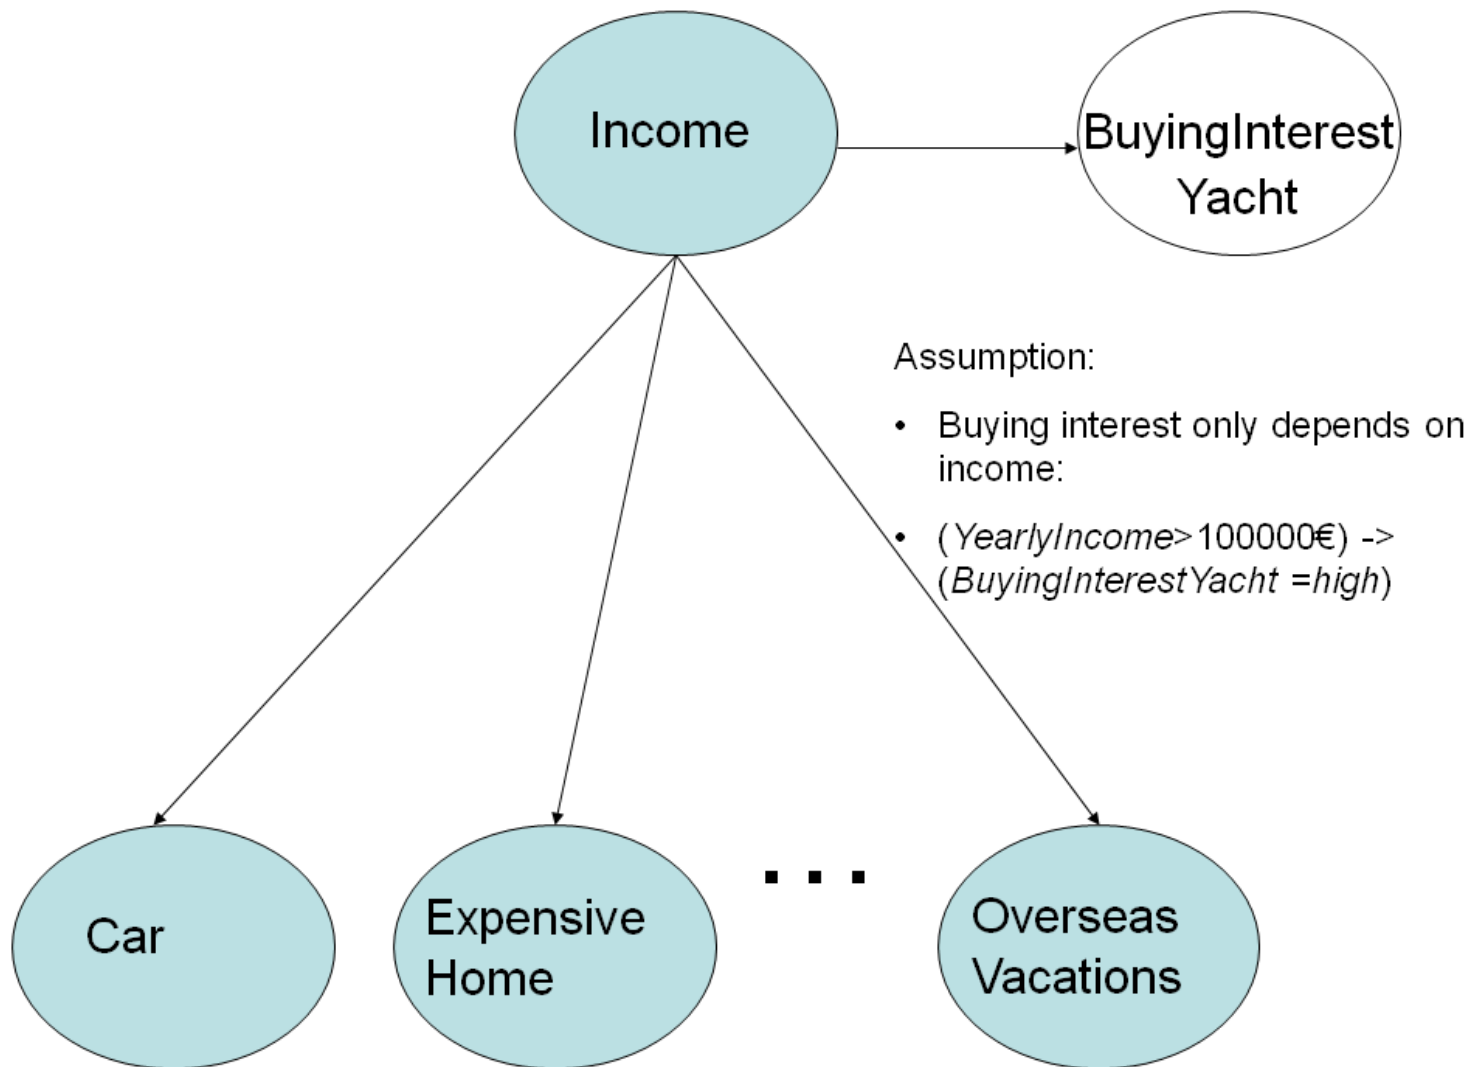 Income
BuyingInterest
Yacht
Assumption:
• Buying interest only depends on
income:
• (YearlyIncome>100000€) ->
(BuyingInterestYacht =high)
Car
Expensive
Home
...
Overseas
Vacations